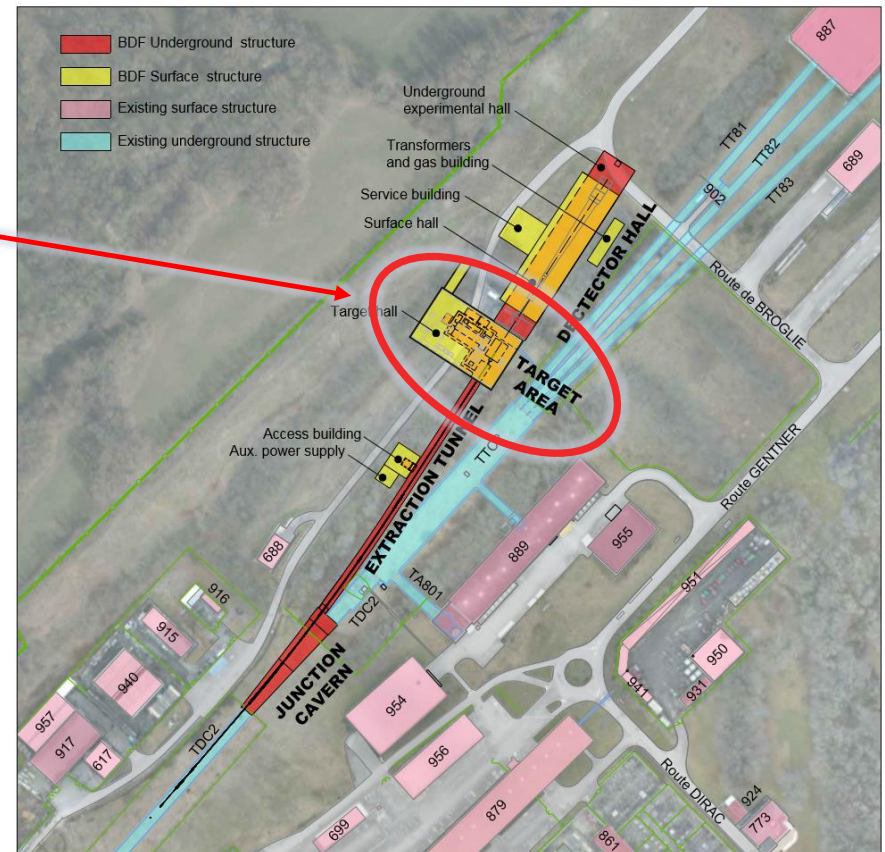 BDF Underground structure
BDF Surface structure
Existing surface structure
Existing underground structure
887
Underground
experimental hall
TT81
TT82
TT83
Transformers
and gas building
689
902
Service building
Surface hall
DECTECTOR HALL
Route de BROGLIE
Target hall
TARGET
AREA
Access building
Aux. power supply
EXTRACTION TUNNEL
Route GENTNER
889
955
688
951
TA801
916
915
TDC2
950
940
931
941
JUNCTION
CAVERN
957
917
617
TDC2
954
956
Route DIRAC
879
924
773
699
861